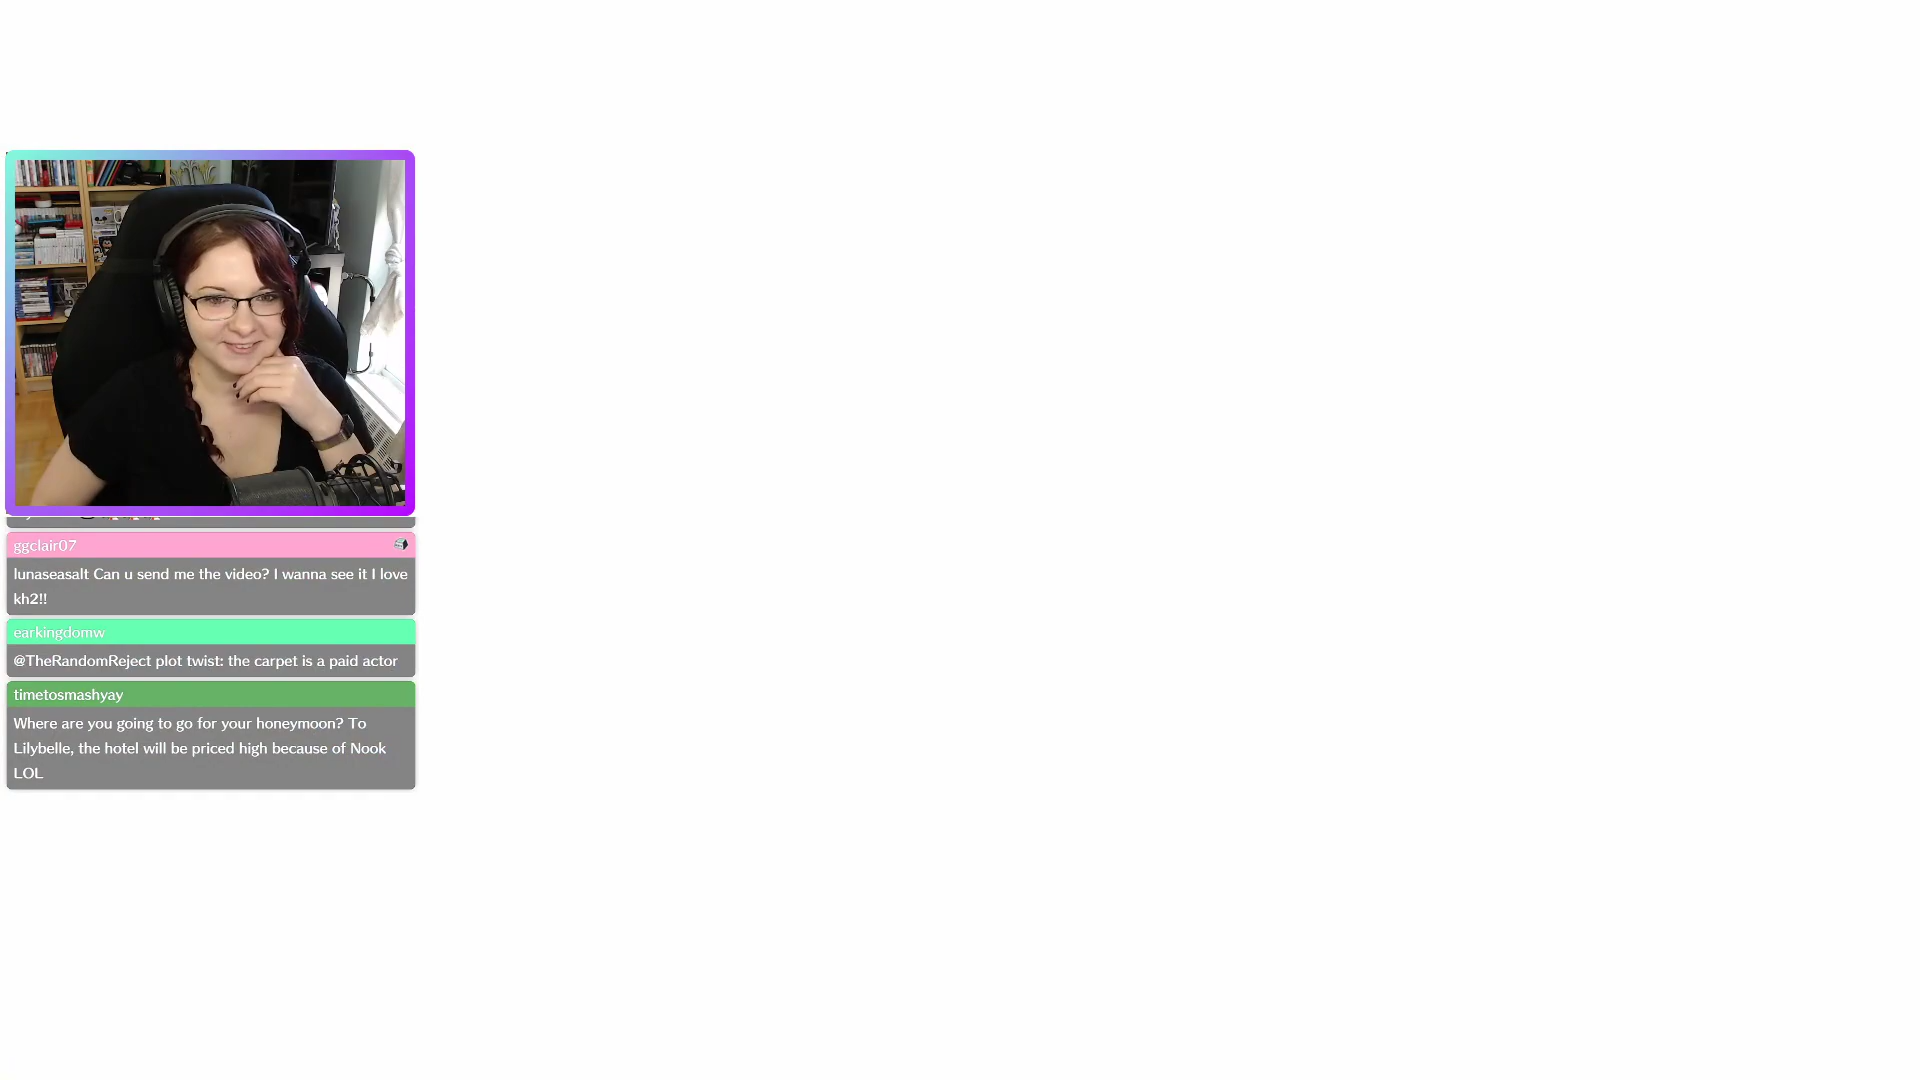 ggclair07
lunaseasalt Can u send me the video? I wanna see it I love
kh2!!
earkingdomw
@TheRandomReject plot twist: the carpet is a paid actor
timetosmashyay
Where are you going to go for your honeymoon? To
Lilybelle, the hotel will be priced high because of Nook
LOL